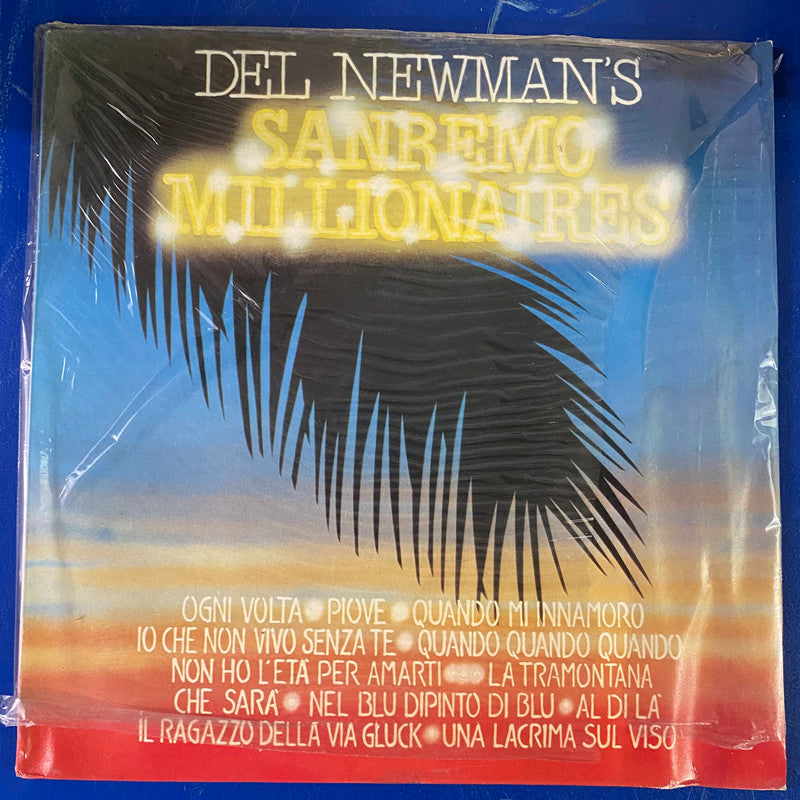 DEL NEWMAN'S
SANREMO
MILLIONAIRES
OGNI VOLTA • PIOVE • QUANDO MI INNAMORO
IO CHE NON VIVO SENZA TE • QUANDO QUANDO QUANDO
NON HO L'ETÀ PER AMARTI • LA TRAMONTANA
CHE SARÀ • NEL BLU DIPINTO DI BLU • AL DI LÀ
IL RAGAZZO DELLA VIA GLUCK • UNA LACRIMA SUL VISO